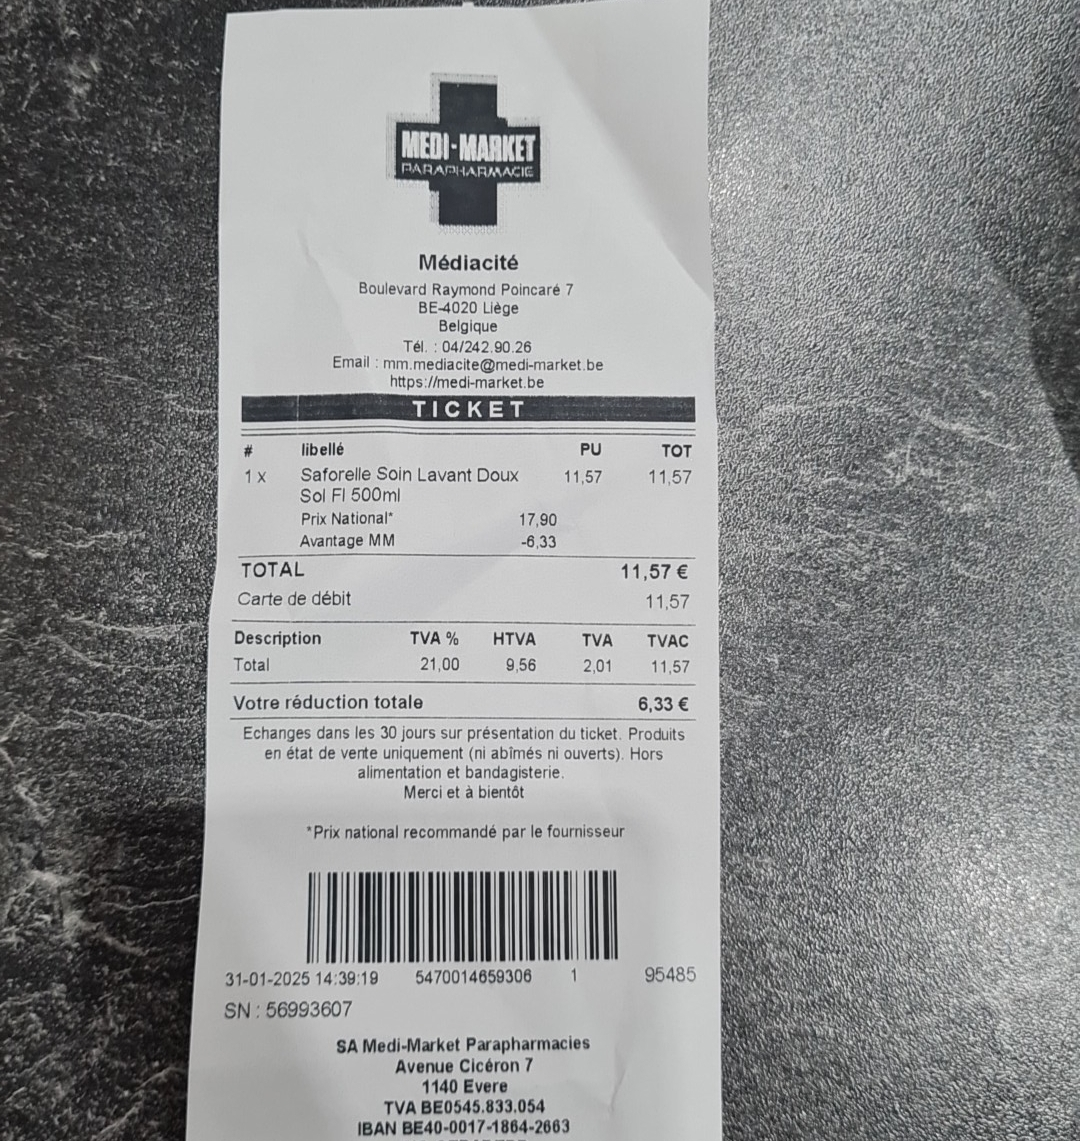 MEDI-MARKET
PARAPHARMACIE
Médiacité
Boulevard Raymond Poincaré 7
BE-4020 Liège
Belgique
Tél. : 04/242.90.26
Email : mm.mediacite@medi-market.be
https://medi-market.be
TICKET
# libellé PU TOT
1 x Saforelle Soin Lavant Doux 11,57 11,57
Sol Fl 500ml
Prix National* 17,90
Avantage MM -6,33
TOTAL 11,57 €
Carte de débit 11,57
Description TVA % HTVA TVA TVAC
Total 21,00 9,56 2,01 11,57
Votre réduction totale 6,33 €
Echanges dans les 30 jours sur présentation du ticket. Produits
en état de vente uniquement (ni abîmés ni ouverts). Hors
alimentation et bandagisterie.
Merci et à bientôt
*Prix national recommandé par le fournisseur
31-01-2025 14:39:19 5470014659306 1 95485
SN : 56993607
SA Medi-Market Parapharmacies
Avenue Cicéron 7
1140 Evere
TVA BE0545.833.054
IBAN BE40-0017-1864-2663